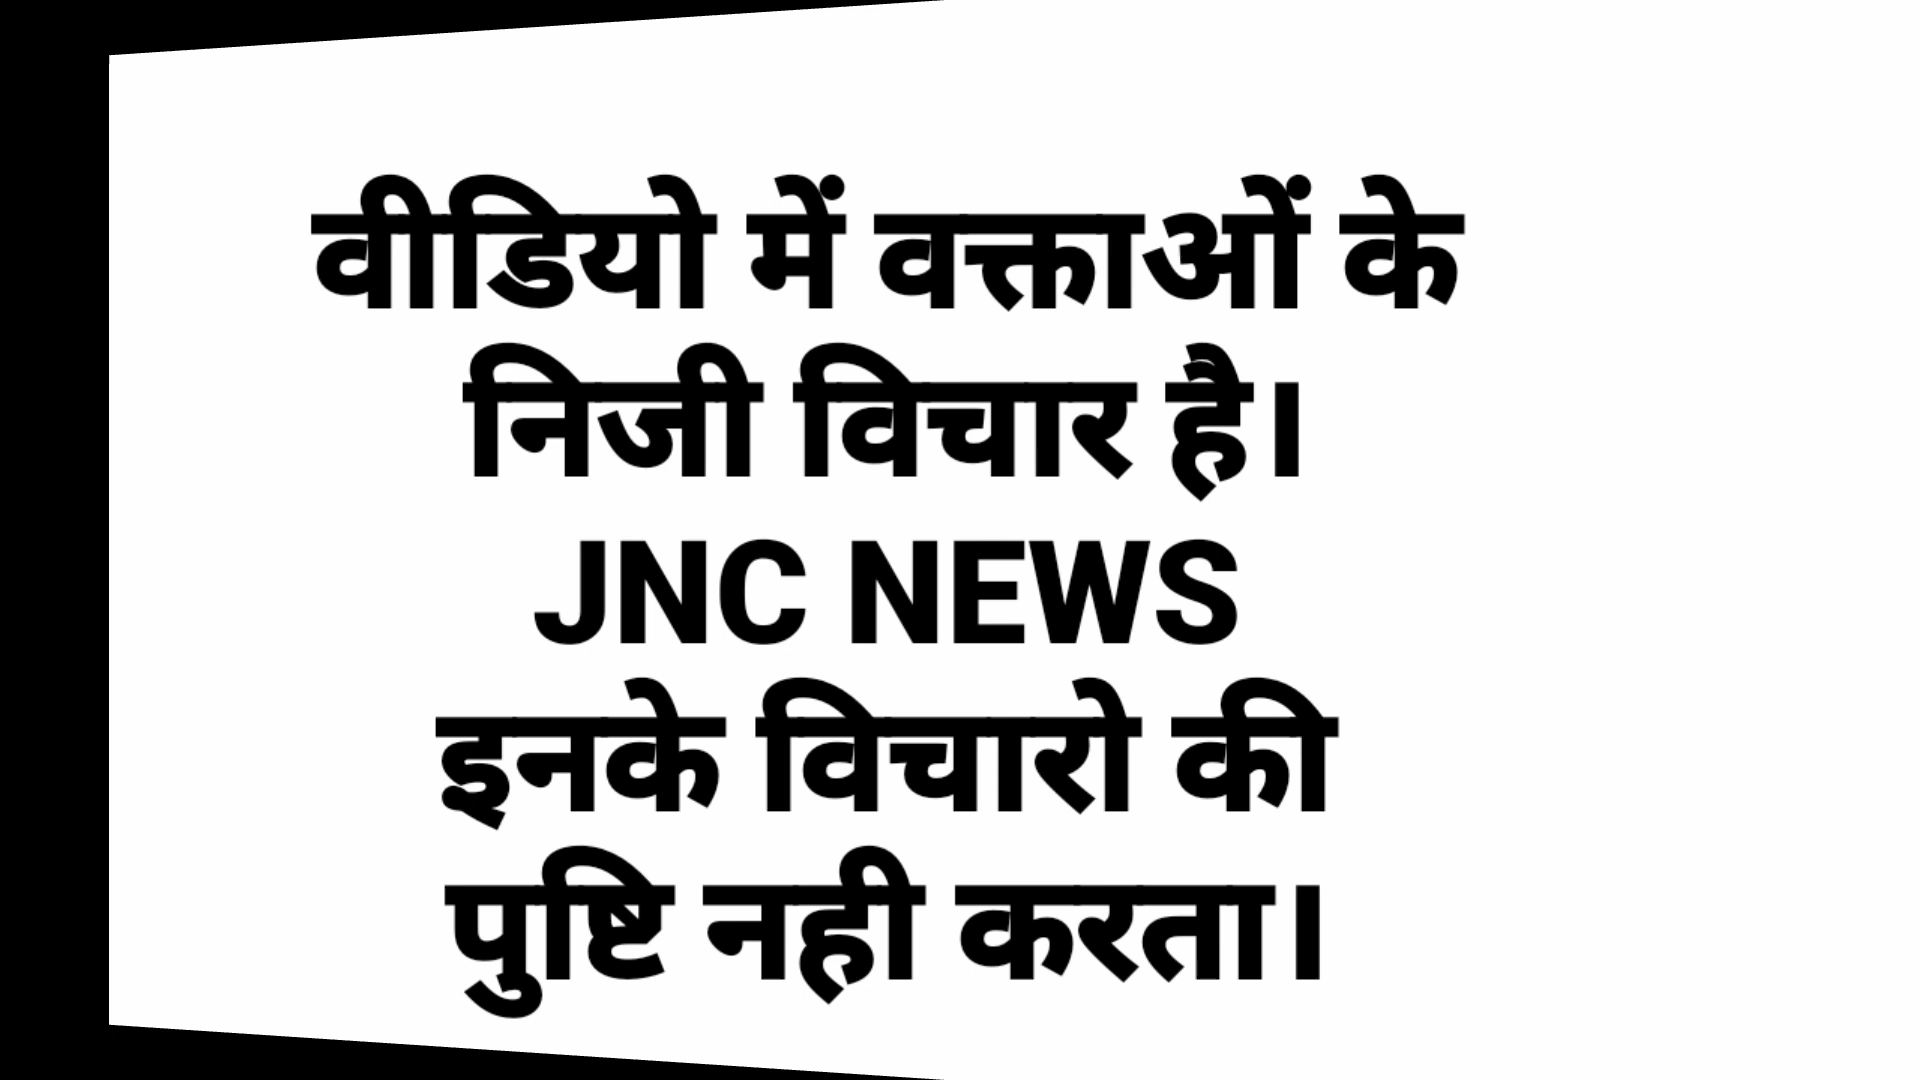 वीडियो में वक्ताओं के
निजी विचार है।
JNC NEWS
इनके विचारो की
पुष्टि नही करता।